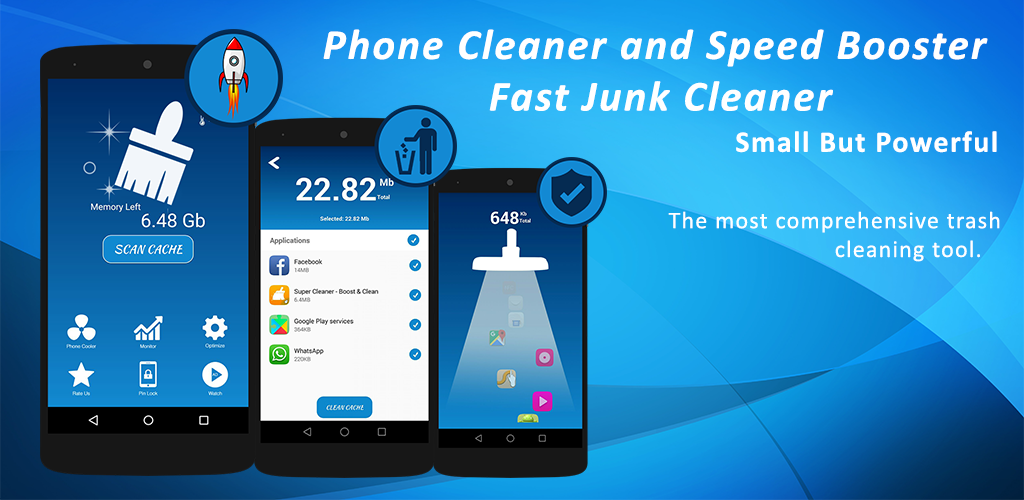 Phone Cleaner and Speed Booster
Fast Junk Cleaner
Small But Powerful
The most comprehensive trash
cleaning tool.
Memory Left
6.48 Gb
SCAN CACHE
Phone Cooler
Monitor
Optimize
Rate Us
Pin Lock
Watch
22.82 Mb
Total
Selected: 22.82 Mb
Applications
Facebook
14MB
Super Cleaner - Boost & Clean
6.4MB
Google Play services
364KB
WhatsApp
220KB
CLEAN CACHE
648 Kb
Total